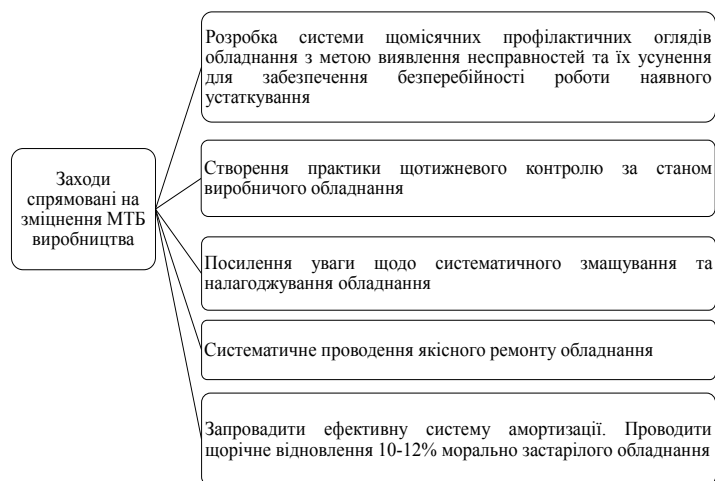 Розробка системи щомісячних профілактичних оглядів
обладнання з метою виявлення несправностей та їх усунення
для забезпечення безперебійності роботи наявного
устаткування
Заходи
спрямовані на
зміцнення МТБ
виробництва
Створення практики щотижневого контролю за станом
виробничого обладнання
Посилення уваги щодо систематичного змащування та
налагоджування обладнання
Систематичне проводення якісного ремонту обладнання
Запровадити ефективну систему амортизації. Проводити
щорічне відновлення 10-12% морально застарілого обладнання